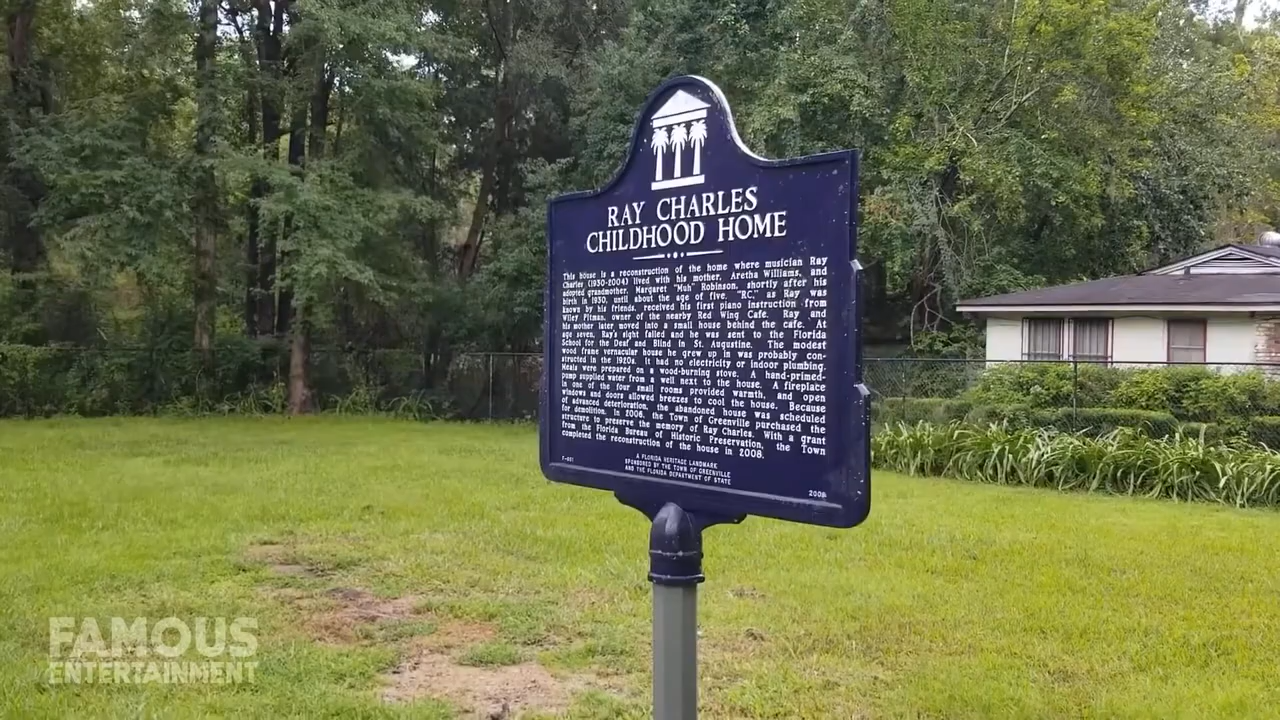 RAY CHARLES
CHILDHOOD HOME
This house is a reconstruction of the home where musician Ray
Charles (1930-2004) lived with his mother, Aretha Williams, and
adopted grandmother, Margaret "Muh" Robinson, shortly after his
birth in 1930, until about the age of five. "RC," as Ray was
known by his friends, received his first piano instruction from
Wiley Pitman, owner of the nearby Red Wing Cafe. Ray and
his mother later moved into a small house behind the cafe. At
age seven, Ray's sight failed and he was sent to the Florida
School for the Deaf and Blind in St. Augustine. The modest
wood frame vernacular house he grew up in was probably con-
structed in the 1920s. It had no electricity or indoor plumbing.
Meals were prepared on a wood-burning stove. A hand-primed-
pump supplied water from a well next to the house. A fireplace
in one of the four small rooms provided warmth, and open
windows and doors allowed breezes to cool the house. Because
of advanced deterioration, the abandoned house was scheduled
for demolition. In 2006, the Town of Greenville purchased the
structure to preserve the memory of Ray Charles. With a grant
from the Florida Bureau of Historic Preservation, the Town
completed the reconstruction of the house in 2008.
A FLORIDA HERITAGE LANDMARK
SPONSORED BY THE TOWN OF GREENVILLE
AND THE FLORIDA DEPARTMENT OF STATE
2008
FAMOUS
ENTERTAINMENT